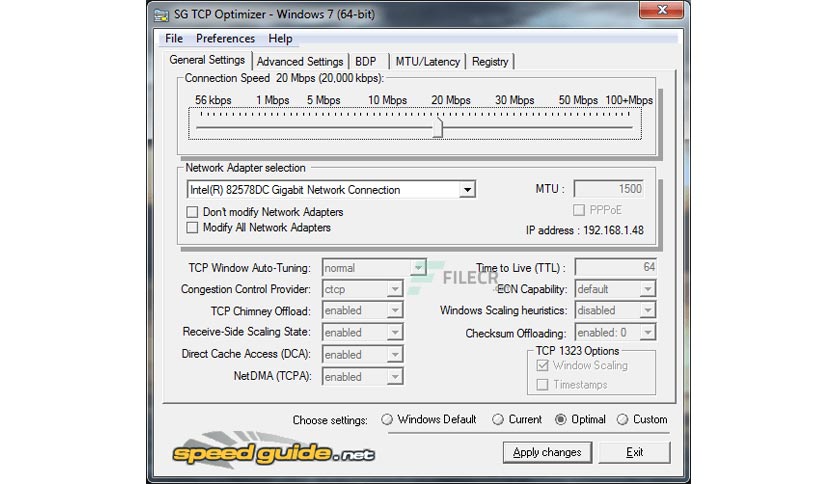 SG TCP Optimizer - Windows 7 (64-bit)
File Preferences Help
General Settings Advanced Settings BDP MTU/Latency Registry
Connection Speed 20 Mbps (20,000 kbps):
56 kbps 1 Mbps 5 Mbps 10 Mbps 20 Mbps 30 Mbps 50 Mbps 100+Mbps
Network Adapter selection
Intel(R) 82578DC Gigabit Network Connection MTU : 1500
Don't modify Network Adapters PPPoE
Modify All Network Adapters IP address : 192.168.1.48
TCP Window Auto-Tuning: normal Time to Live (TTL) : 64
FILECR
Congestion Control Provider: ctcp ECN Capability: default
TCP Chimney Offload: enabled Windows Scaling heuristics: disabled
Receive-Side Scaling State: enabled Checksum Offloading: enabled: 0
Direct Cache Access (DCA): enabled TCP 1323 Options
Window Scaling
NetDMA (TCPA): enabled Timestamps
Choose settings: Windows Default Current Optimal Custom
speed guide.net Apply changes Exit